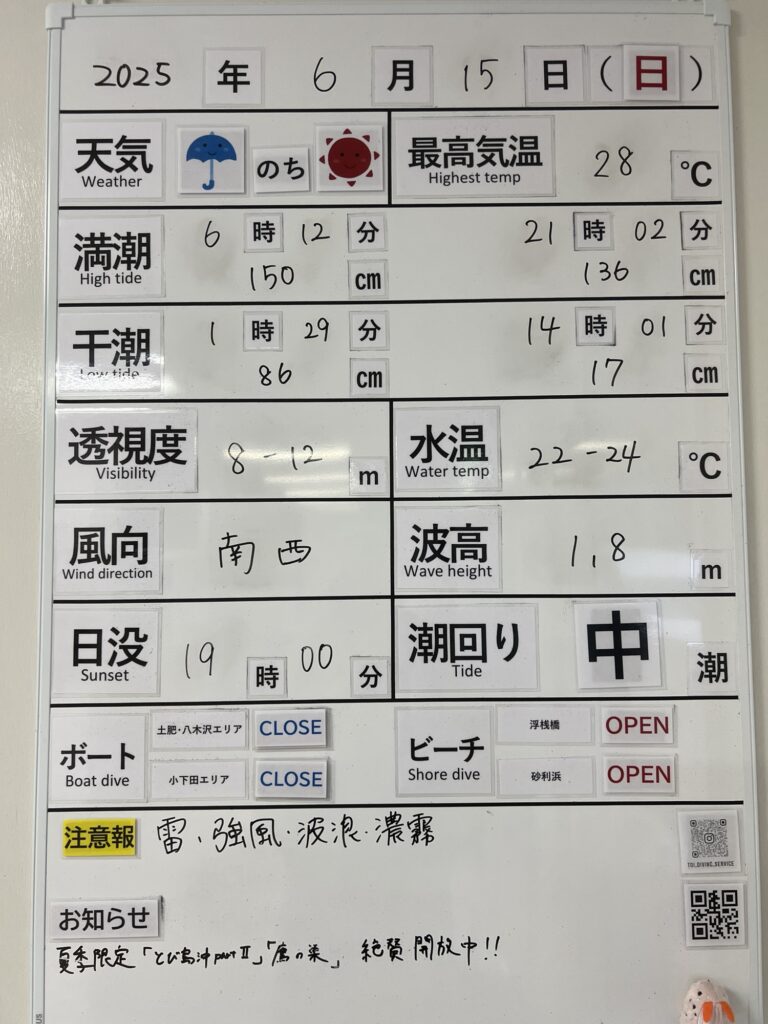 2025 年 6 月 15 日 (日)
天気 Weather のち 最高気温 Highest temp 28 ℃
満潮 High tide 6 時 12 分 150 cm 21 時 02 分 136 cm
干潮 Low tide 1 時 29 分 86 cm 14 時 01 分 17 cm
透視度 Visibility 8-12 m 水温 Water temp 22-24 ℃
風向 Wind direction 南西 波高 Wave height 1.8 m
日没 Sunset 19 時 00 分 潮回り Tide 中 潮
ボート Boat dive 土肥・八木沢エリア CLOSE 小下田エリア CLOSE ビーチ Shore dive 浮桟橋 OPEN 砂利浜 OPEN
注意報 雷・強風・波浪・濃霧
TOI_DIVING_SERVICE
お知らせ
夏季限定「とび島沖partⅡ」「鷹の巣」 絶賛開放中!!